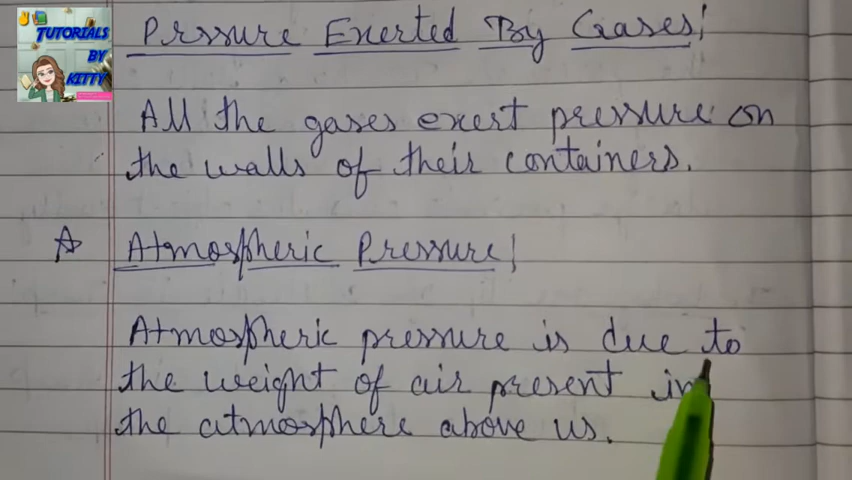 TUTORIALS
BY
KITTY
Prssure Exerted By Gases!
All the gases exert pressure on
the walls of their containers.
☆ Atmospheric Pressure!
Atmospheric pressure is due to
the weight of air present in
the atmosphere above us.